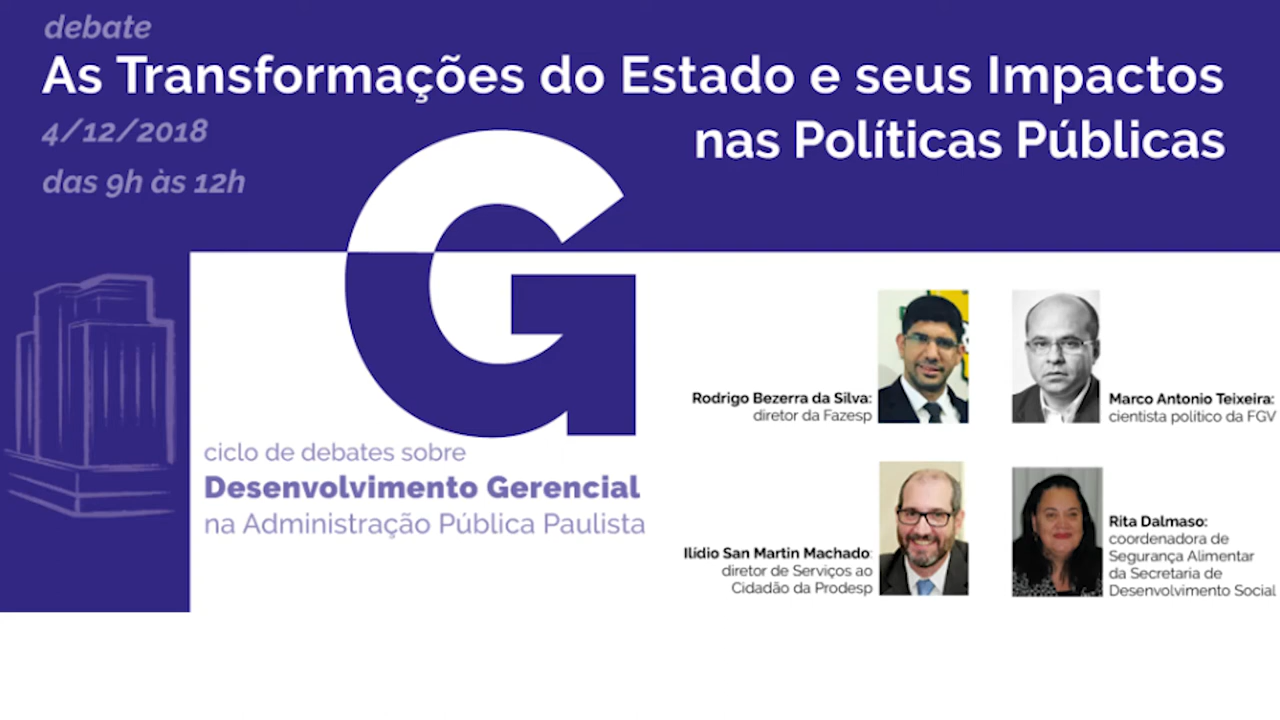 debate
As Transformações do Estado e seus Impactos
nas Políticas Públicas
4/12/2018
das 9h às 12h
G
ciclo de debates sobre
Desenvolvimento Gerencial
na Administração Pública Paulista
Rodrigo Bezerra da Silva:
diretor da Fazesp
Marco Antonio Teixeira:
cientista político da FGV
Ilídio San Martin Machado:
diretor de Serviços ao
Cidadão da Prodesp
Rita Dalmaso:
coordenadora de
Segurança Alimentar
da Secretaria de
Desenvolvimento Social